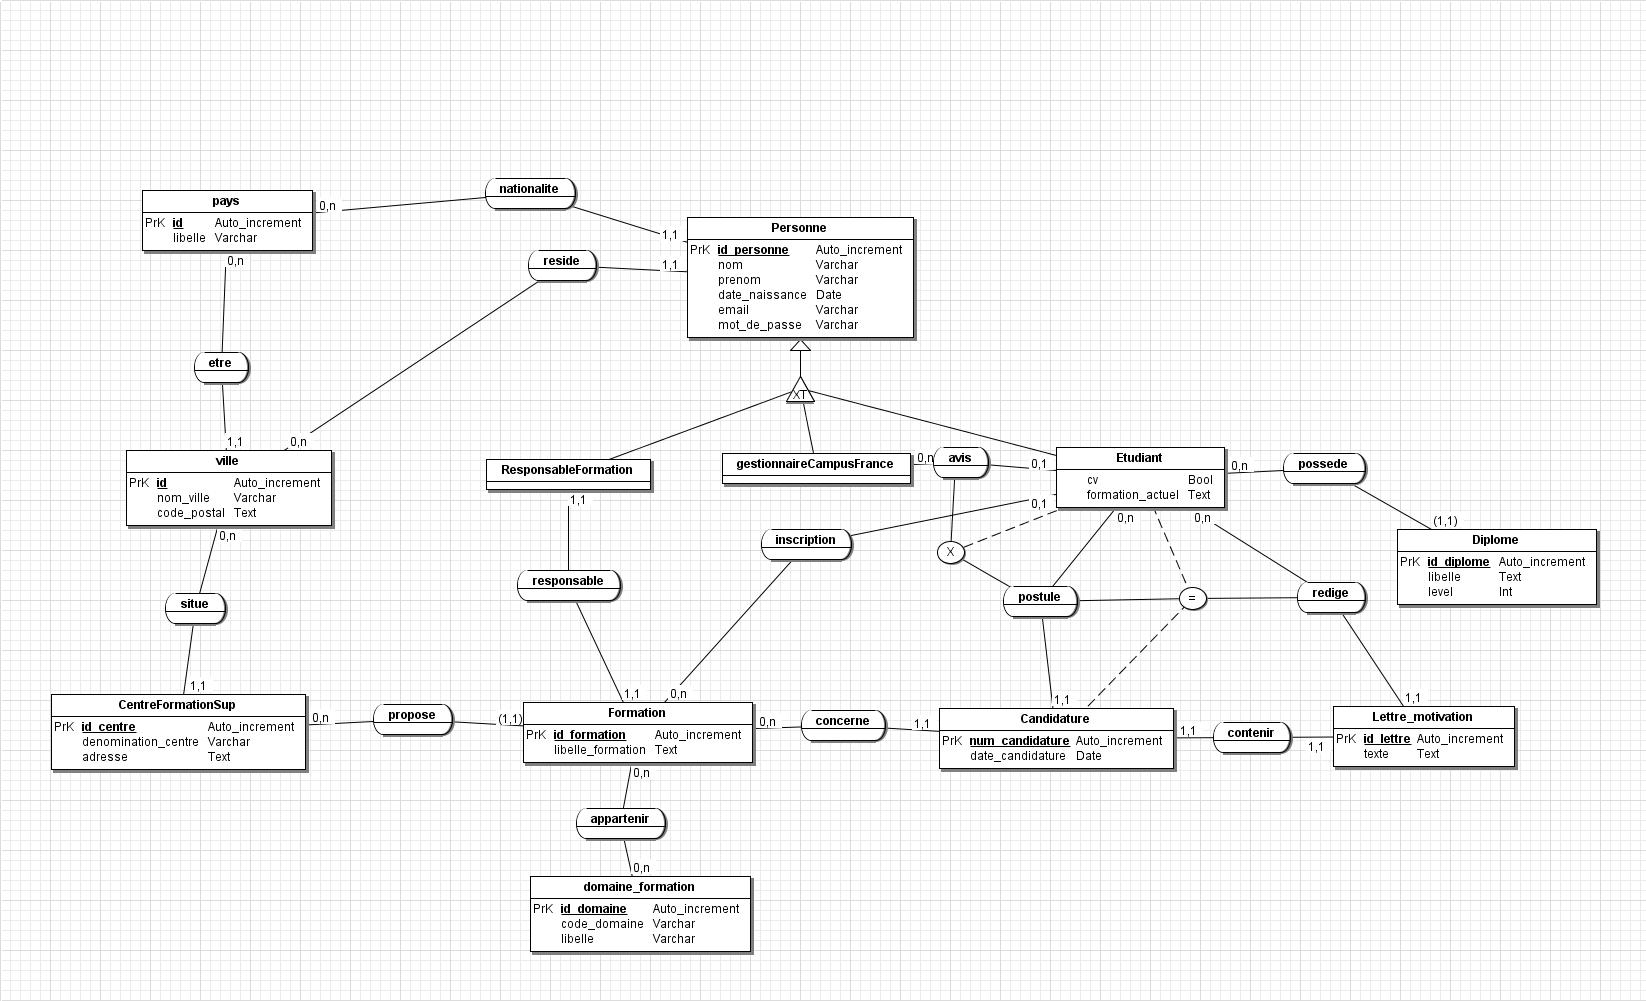 nationalite
pays
0,n
PrK id Auto_increment
libelle Varchar
0,n
1,1
Personne
PrK id_personne Auto_increment
nom Varchar
prenom Varchar
date_naissance Date
email Varchar
mot_de_passe Varchar
reside
1,1
etre
XT
1,1
0,n
ville
PrK id Auto_increment
nom_ville Varchar
code_postal Text
0,n
ResponsableFormation
1,1
gestionnaireCampusFrance
0,n
avis
0,1
Etudiant
cv Bool
formation_actuel Text
0,n
possede
0,1
0,n
0,n
(1,1)
Diplome
PrK id_diplome Auto_increment
libelle Text
level Int
inscription
X
responsable
postule
=
redige
situe
1,1
1,1
0,n
1,1
1,1
CentreFormationSup
PrK id_centre Auto_increment
denomination_centre Varchar
adresse Text
0,n
propose
(1,1)
Formation
PrK id_formation Auto_increment
libelle_formation Text
0,n
concerne
1,1
Candidature
PrK num_candidature Auto_increment
date_candidature Date
1,1
contenir
1,1
Lettre_motivation
PrK id_lettre Auto_increment
texte Text
0,n
appartenir
0,n
domaine_formation
PrK id_domaine Auto_increment
code_domaine Varchar
libelle Varchar